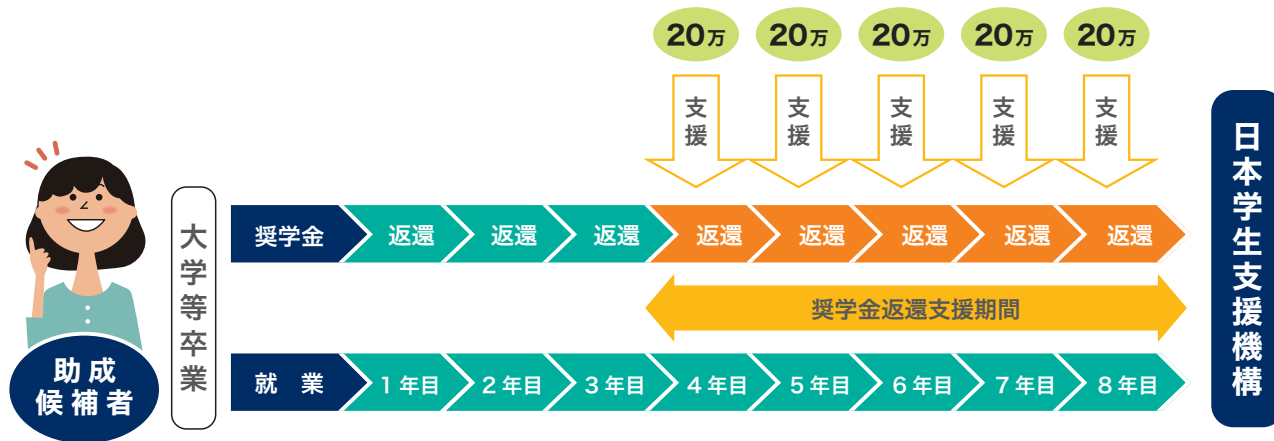 20万 20万 20万 20万 20万
支援 支援 支援 支援 支援
奨学金 返還 返還 返還 返還 返還 返還 返還 返還
奨学金返還支援期間
就業 1年目 2年目 3年目 4年目 5年目 6年目 7年目 8年目
大学等卒業
助成
候補者
日本学生支援機構